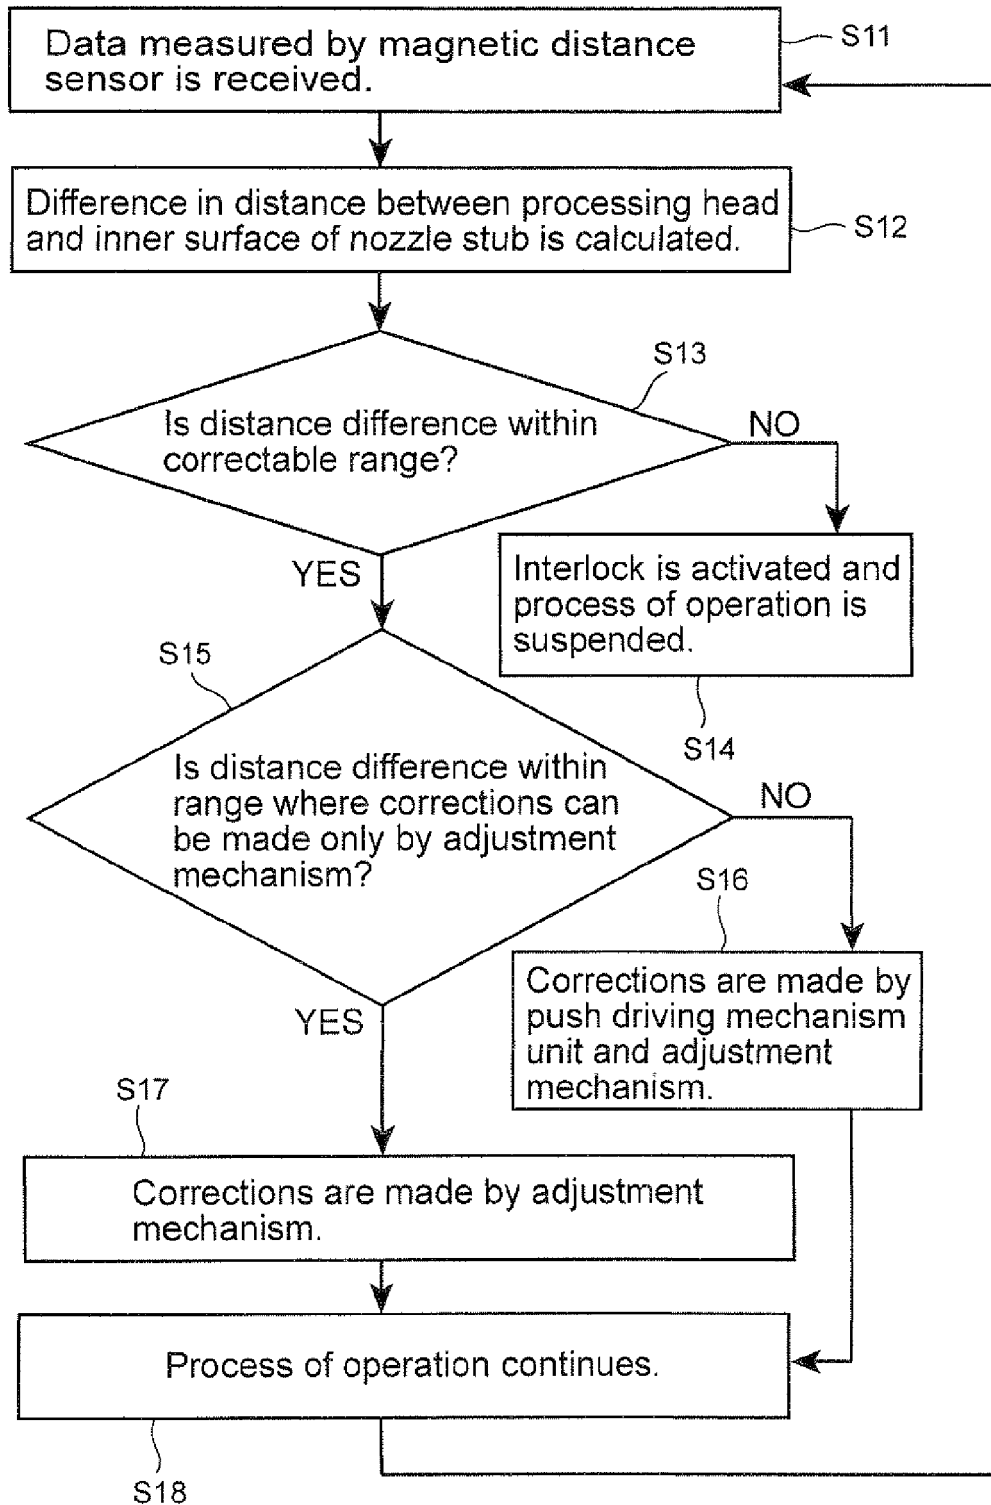 Data measured by magnetic distance
sensor is received.
S11
Difference in distance between processing head
and inner surface of nozzle stub is calculated.
S12
S13
Is distance difference within
correctable range?
NO
YES
Interlock is activated and
process of operation is
suspended.
S14
S15
Is distance difference within
range where corrections can
be made only by adjustment
mechanism?
NO
YES
S16
Corrections are made by
push driving mechanism
unit and adjustment
mechanism.
S17
Corrections are made by adjustment
mechanism.
Process of operation continues.
S18